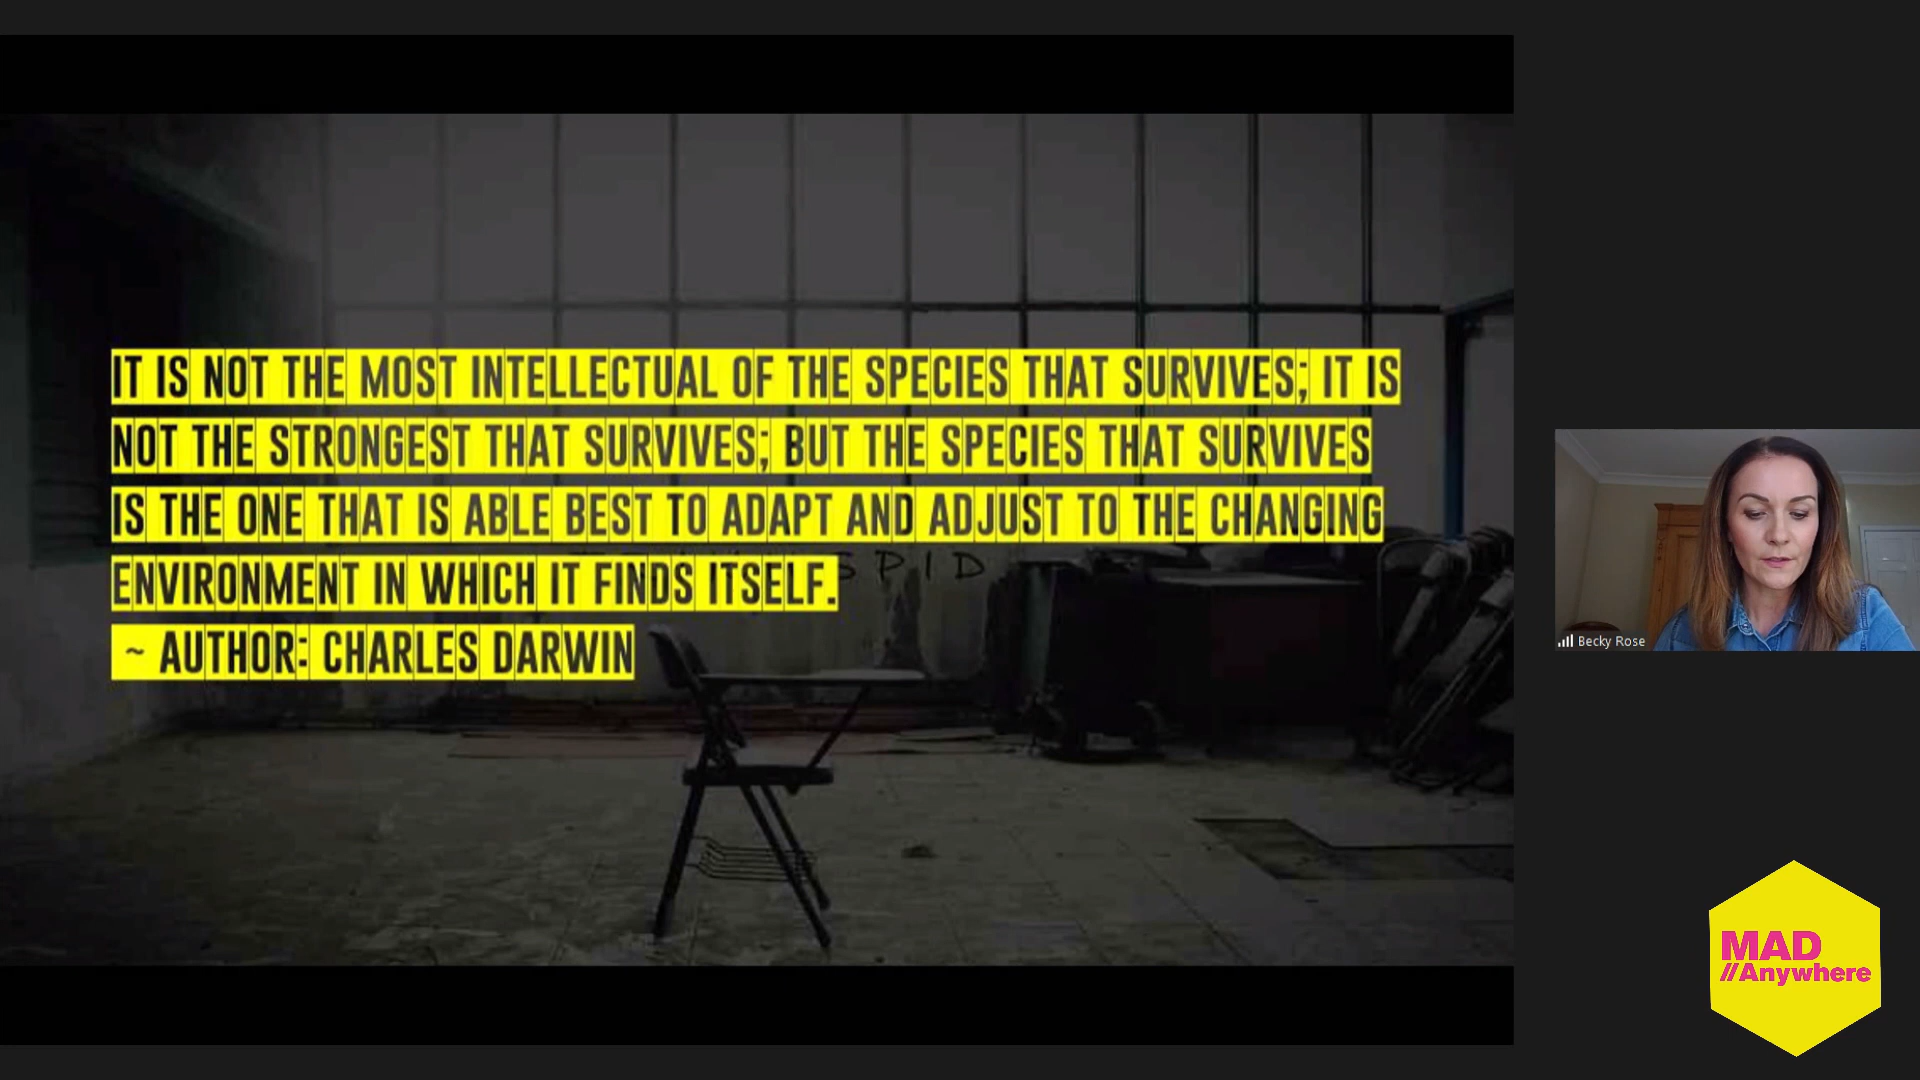 IT IS NOT THE MOST INTELLECTUAL OF THE SPECIES THAT SURVIVES; IT IS
NOT THE STRONGEST THAT SURVIVES; BUT THE SPECIES THAT SURVIVES
IS THE ONE THAT IS ABLE BEST TO ADAPT AND ADJUST TO THE CHANGING
ENVIRONMENT IN WHICH IT FINDS ITSELF.
~ AUTHOR: CHARLES DARWIN
Becky Rose
MAD
//Anywhere